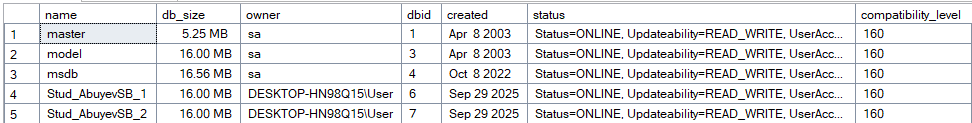 name db_size owner dbid created status compatibility_level
1 master 5.25 MB sa 1 Apr 8 2003 Status=ONLINE, Updateability=READ_WRITE, UserAcc... 160
2 model 16.00 MB sa 3 Apr 8 2003 Status=ONLINE, Updateability=READ_WRITE, UserAcc... 160
3 msdb 16.56 MB sa 4 Oct 8 2022 Status=ONLINE, Updateability=READ_WRITE, UserAcc... 160
4 Stud_AbuyevSB_1 16.00 MB DESKTOP-HN98Q15\User 6 Sep 29 2025 Status=ONLINE, Updateability=READ_WRITE, UserAcc... 160
5 Stud_AbuyevSB_2 16.00 MB DESKTOP-HN98Q15\User 7 Sep 29 2025 Status=ONLINE, Updateability=READ_WRITE, UserAcc... 160